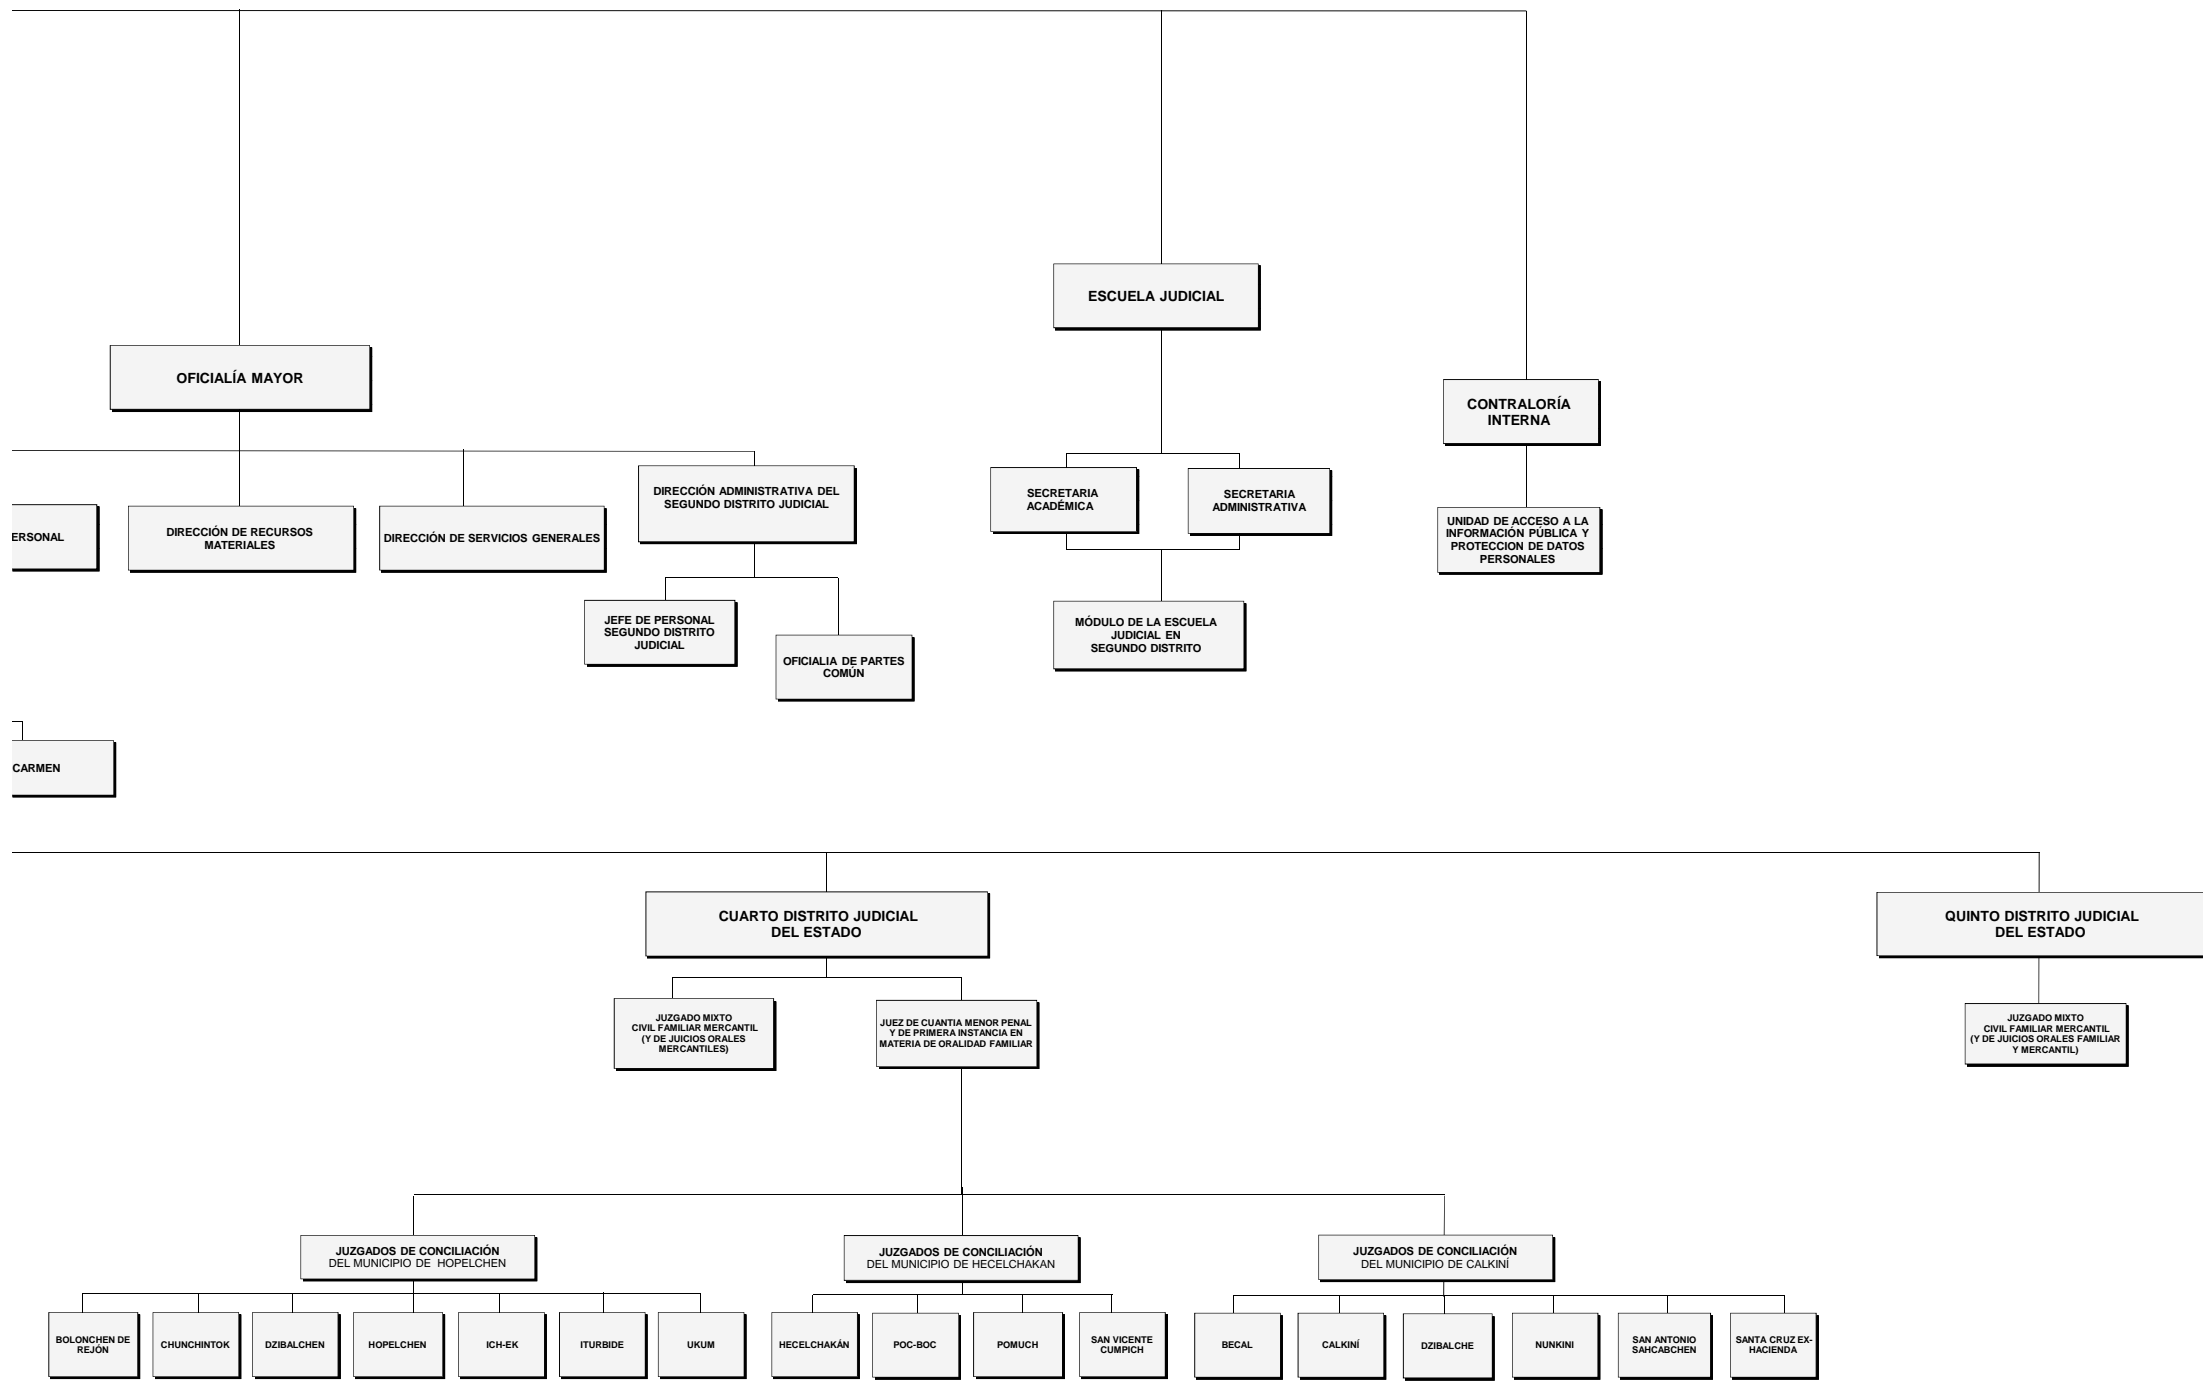 ESCUELA JUDICIAL
OFICIALÍA MAYOR
CONTRALORÍA
INTERNA
DIRECCIÓN ADMINISTRATIVA DEL
SEGUNDO DISTRITO JUDICIAL
SECRETARIA
ACADÉMICA
SECRETARIA
ADMINISTRATIVA
ERSONAL
DIRECCIÓN DE RECURSOS
MATERIALES
DIRECCIÓN DE SERVICIOS GENERALES
UNIDAD DE ACCESO A LA
INFORMACIÓN PÚBLICA Y
PROTECCION DE DATOS
PERSONALES
JEFE DE PERSONAL
SEGUNDO DISTRITO
JUDICIAL
OFICIALIA DE PARTES
COMÚN
MÓDULO DE LA ESCUELA
JUDICIAL EN
SEGUNDO DISTRITO
CARMEN
CUARTO DISTRITO JUDICIAL
DEL ESTADO
QUINTO DISTRITO JUDICIAL
DEL ESTADO
JUZGADO MIXTO
CIVIL FAMILIAR MERCANTIL
(Y DE JUICIOS ORALES
MERCANTILES)
JUEZ DE CUANTIA MENOR PENAL
Y DE PRIMERA INSTANCIA EN
MATERIA DE ORALIDAD FAMILIAR
JUZGADO MIXTO
CIVIL FAMILIAR MERCANTIL
(Y DE JUICIOS ORALES FAMILIAR
Y MERCANTIL)
JUZGADOS DE CONCILIACIÓN
DEL MUNICIPIO DE HOPELCHEN
JUZGADOS DE CONCILIACIÓN
DEL MUNICIPIO DE HECELCHAKAN
JUZGADOS DE CONCILIACIÓN
DEL MUNICIPIO DE CALKINÍ
BOLONCHEN DE
REJÓN
CHUNCHINTOK
DZIBALCHEN
HOPELCHEN
ICH-EK
ITURBIDE
UKUM
HECELCHAKÁN
POC-BOC
POMUCH
SAN VICENTE
CUMPICH
BECAL
CALKINÍ
DZIBALCHE
NUNKINI
SAN ANTONIO
SAHCABCHEN
SANTA CRUZ EX-
HACIENDA